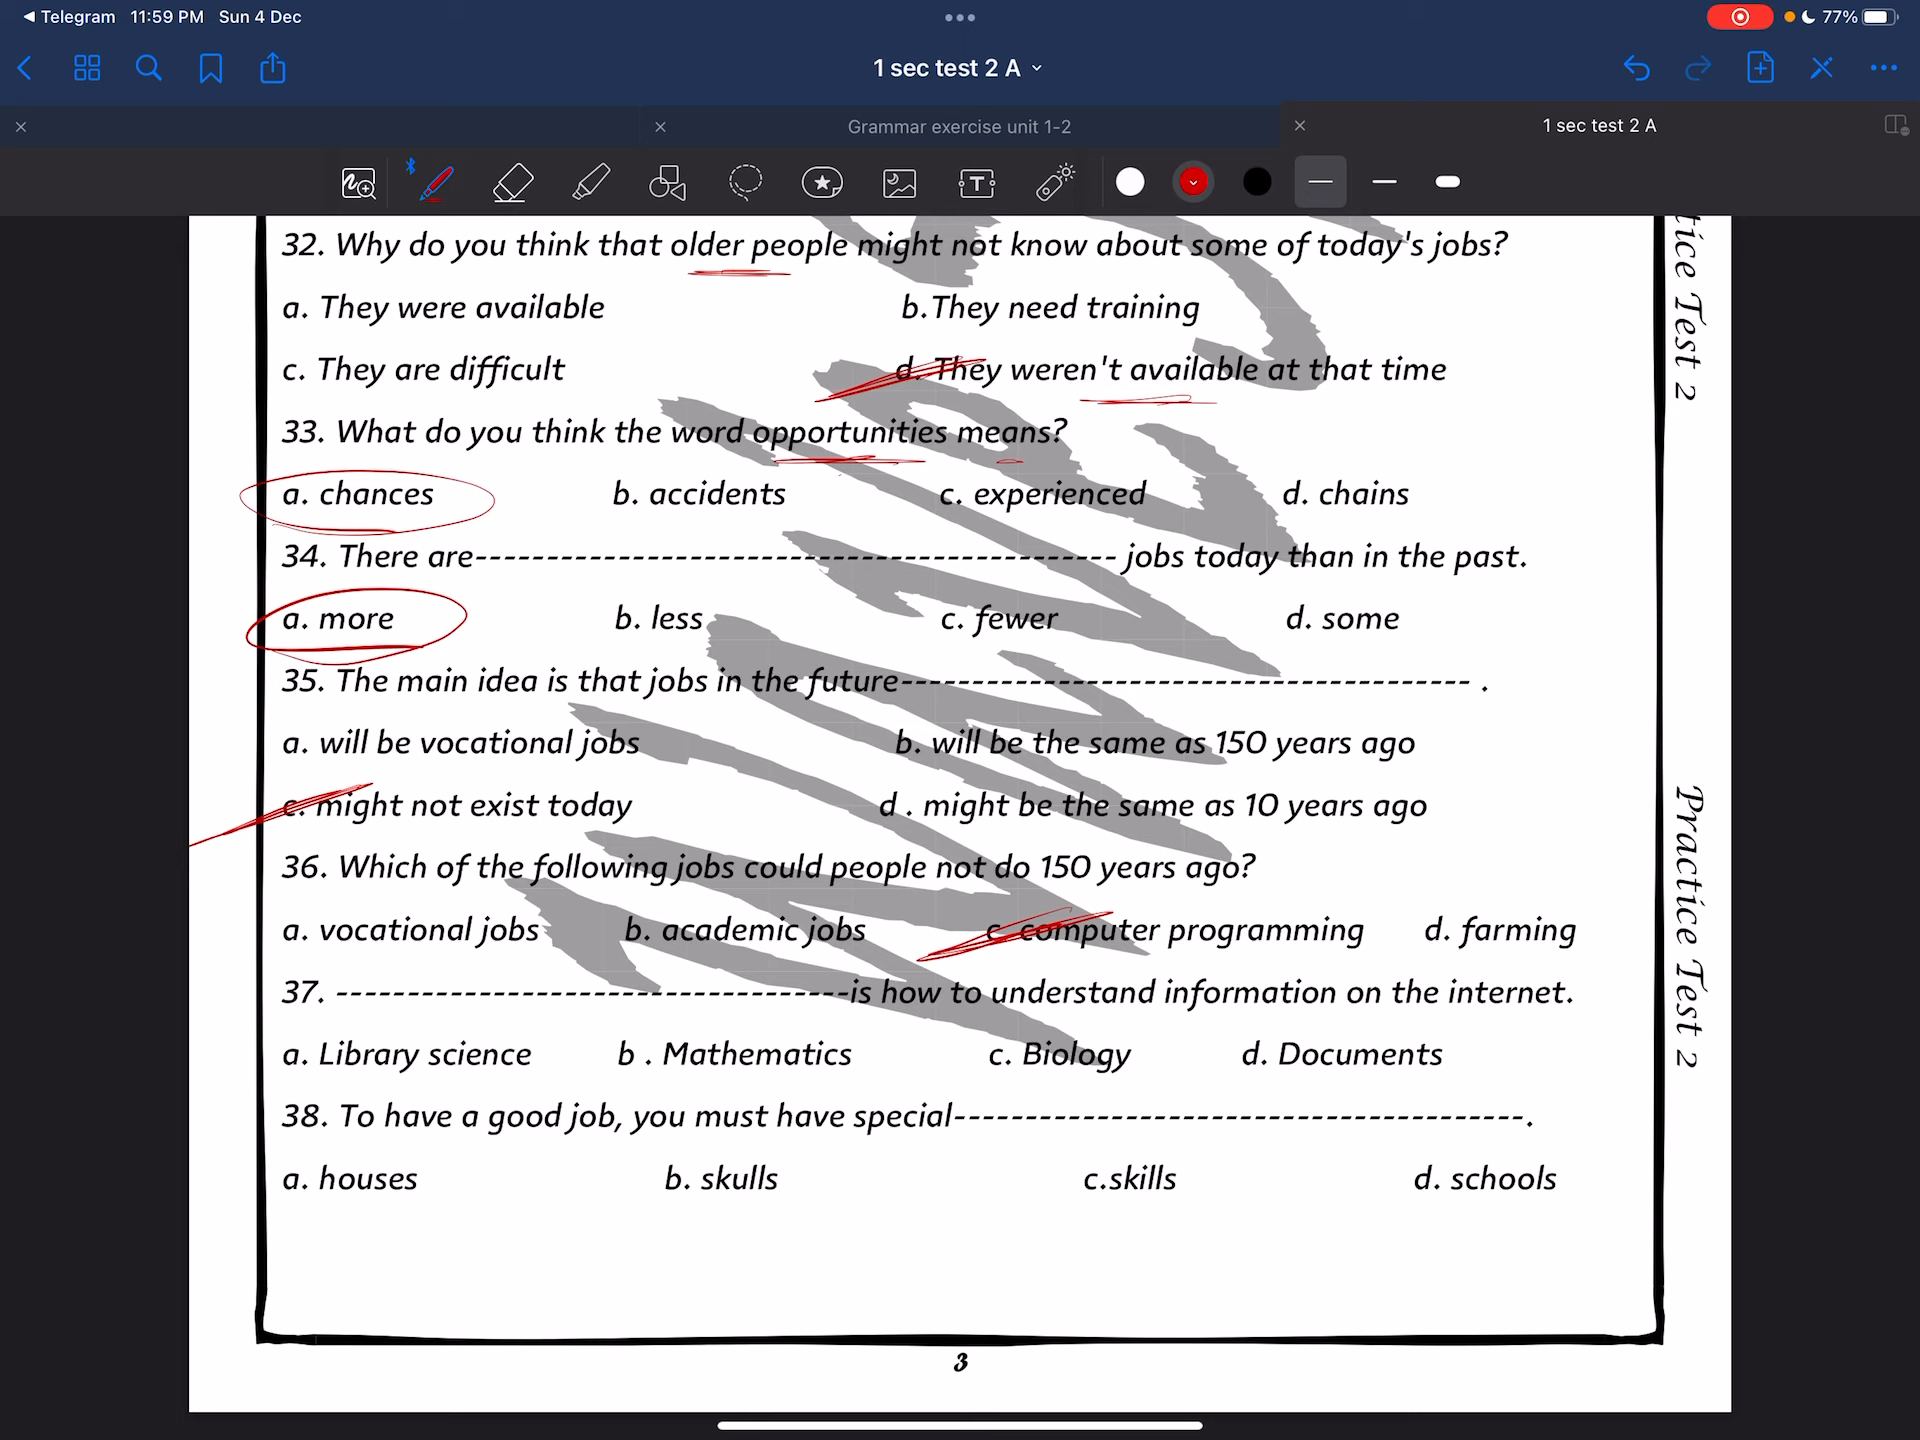 ◀ Telegram 11:59 PM Sun 4 Dec
77%
1 sec test 2 A
Grammar exercise unit 1-2
1 sec test 2 A
32. Why do you think that older people might not know about some of today's jobs?
a. They were available b.They need training
c. They are difficult d. They weren't available at that time
33. What do you think the word opportunities means?
a. chances b. accidents c. experienced d. chains
34. There are--------------------------------------------- jobs today than in the past.
a. more b. less c. fewer d. some
35. The main idea is that jobs in the future---------------------------------------- .
a. will be vocational jobs b. will be the same as 150 years ago
c. might not exist today d . might be the same as 10 years ago
36. Which of the following jobs could people not do 150 years ago?
a. vocational jobs b. academic jobs c. computer programming d. farming
37. ------------------------------------is how to understand information on the internet.
a. Library science b . Mathematics c. Biology d. Documents
38. To have a good job, you must have special----------------------------------------.
a. houses b. skulls c.skills d. schools
3
tice Test 2
Practice Test 2